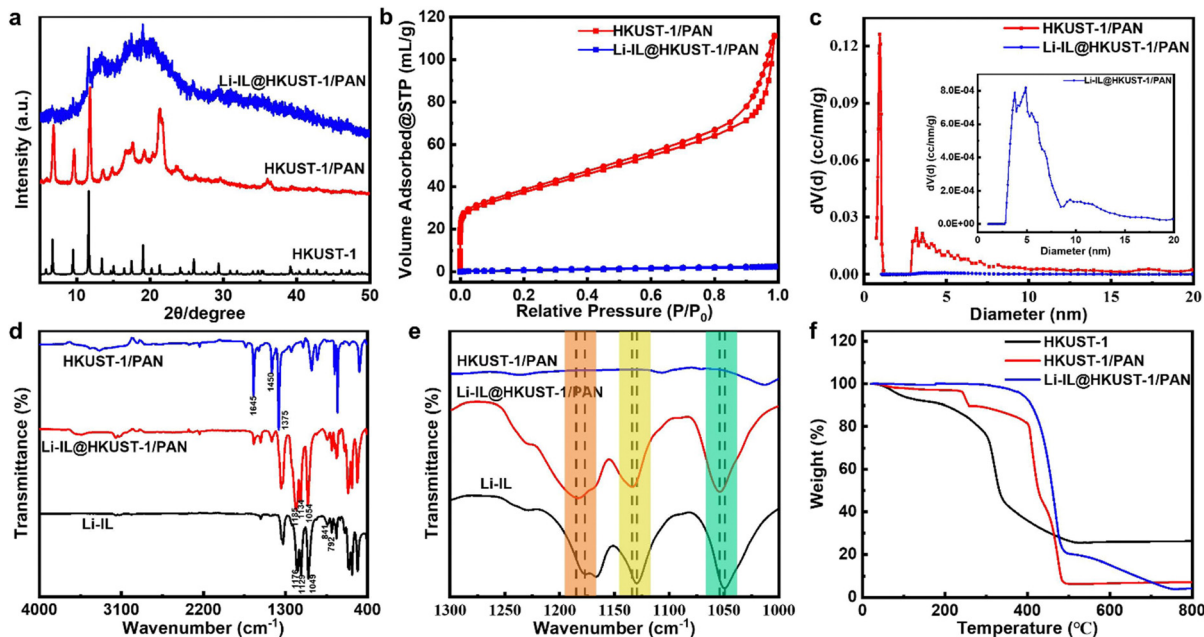 a
Intensity (a.u.)
Li-IL@HKUST-1/PAN
HKUST-1/PAN
HKUST-1
10 20 30 40 50
2θ/degree
b
Volume Adsorbed@STP (mL/g)
120
100
80
60
40
20
0
HKUST-1/PAN
Li-IL@HKUST-1/PAN
0.0 0.2 0.4 0.6 0.8 1.0
Relative Pressure (P/P0)
c
dV(d) (cc/nm/g)
0.12
0.09
0.06
0.03
0.00
HKUST-1/PAN
Li-IL@HKUST-1/PAN
dV(d) (cc/nm/g)
8.0E-04
6.0E-04
4.0E-04
2.0E-04
0.0E+00
Li-IL@HKUST-1/PAN
0 5 10 15 20
Diameter (nm)
0 5 10 15 20
Diameter (nm)
d
Transmittance (%)
HKUST-1/PAN
1645
1450
1375
Li-IL@HKUST-1/PAN
1185
1134
1054
Li-IL
1176
1129
1049
841
792
4000 3100 2200 1300 400
Wavenumber (cm-1)
e
Transmittance (%)
HKUST-1/PAN
Li-IL@HKUST-1/PAN
Li-IL
1300 1250 1200 1150 1100 1050 1000
Wavenumber (cm-1)
f
Weight (%)
120
100
80
60
40
20
0
HKUST-1
HKUST-1/PAN
Li-IL@HKUST-1/PAN
0 200 400 600 800
Temperature (℃)